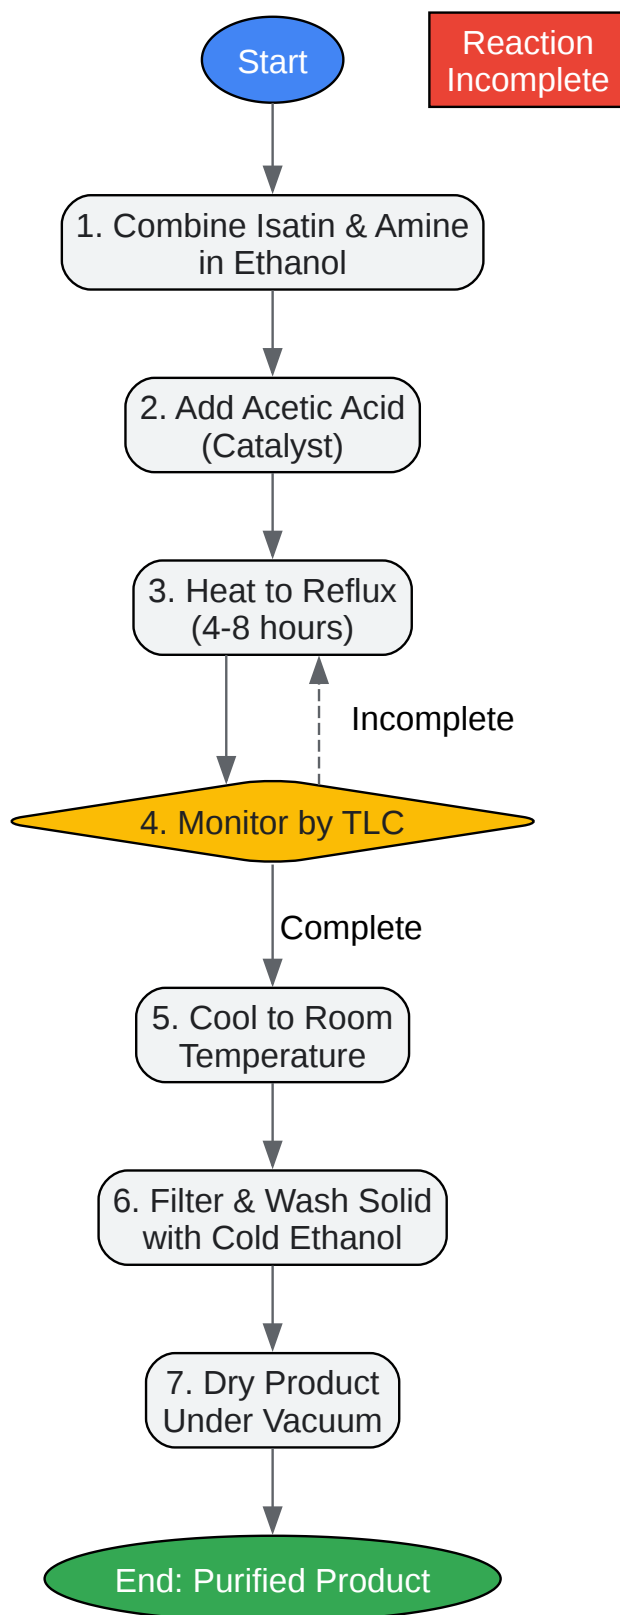 Start
Reaction
Incomplete
1. Combine Isatin & Amine
in Ethanol
2. Add Acetic Acid
(Catalyst)
3. Heat to Reflux
(4-8 hours)
Incomplete
4. Monitor by TLC
Complete
5. Cool to Room
Temperature
6. Filter & Wash Solid
with Cold Ethanol
7. Dry Product
Under Vacuum
End: Purified Product